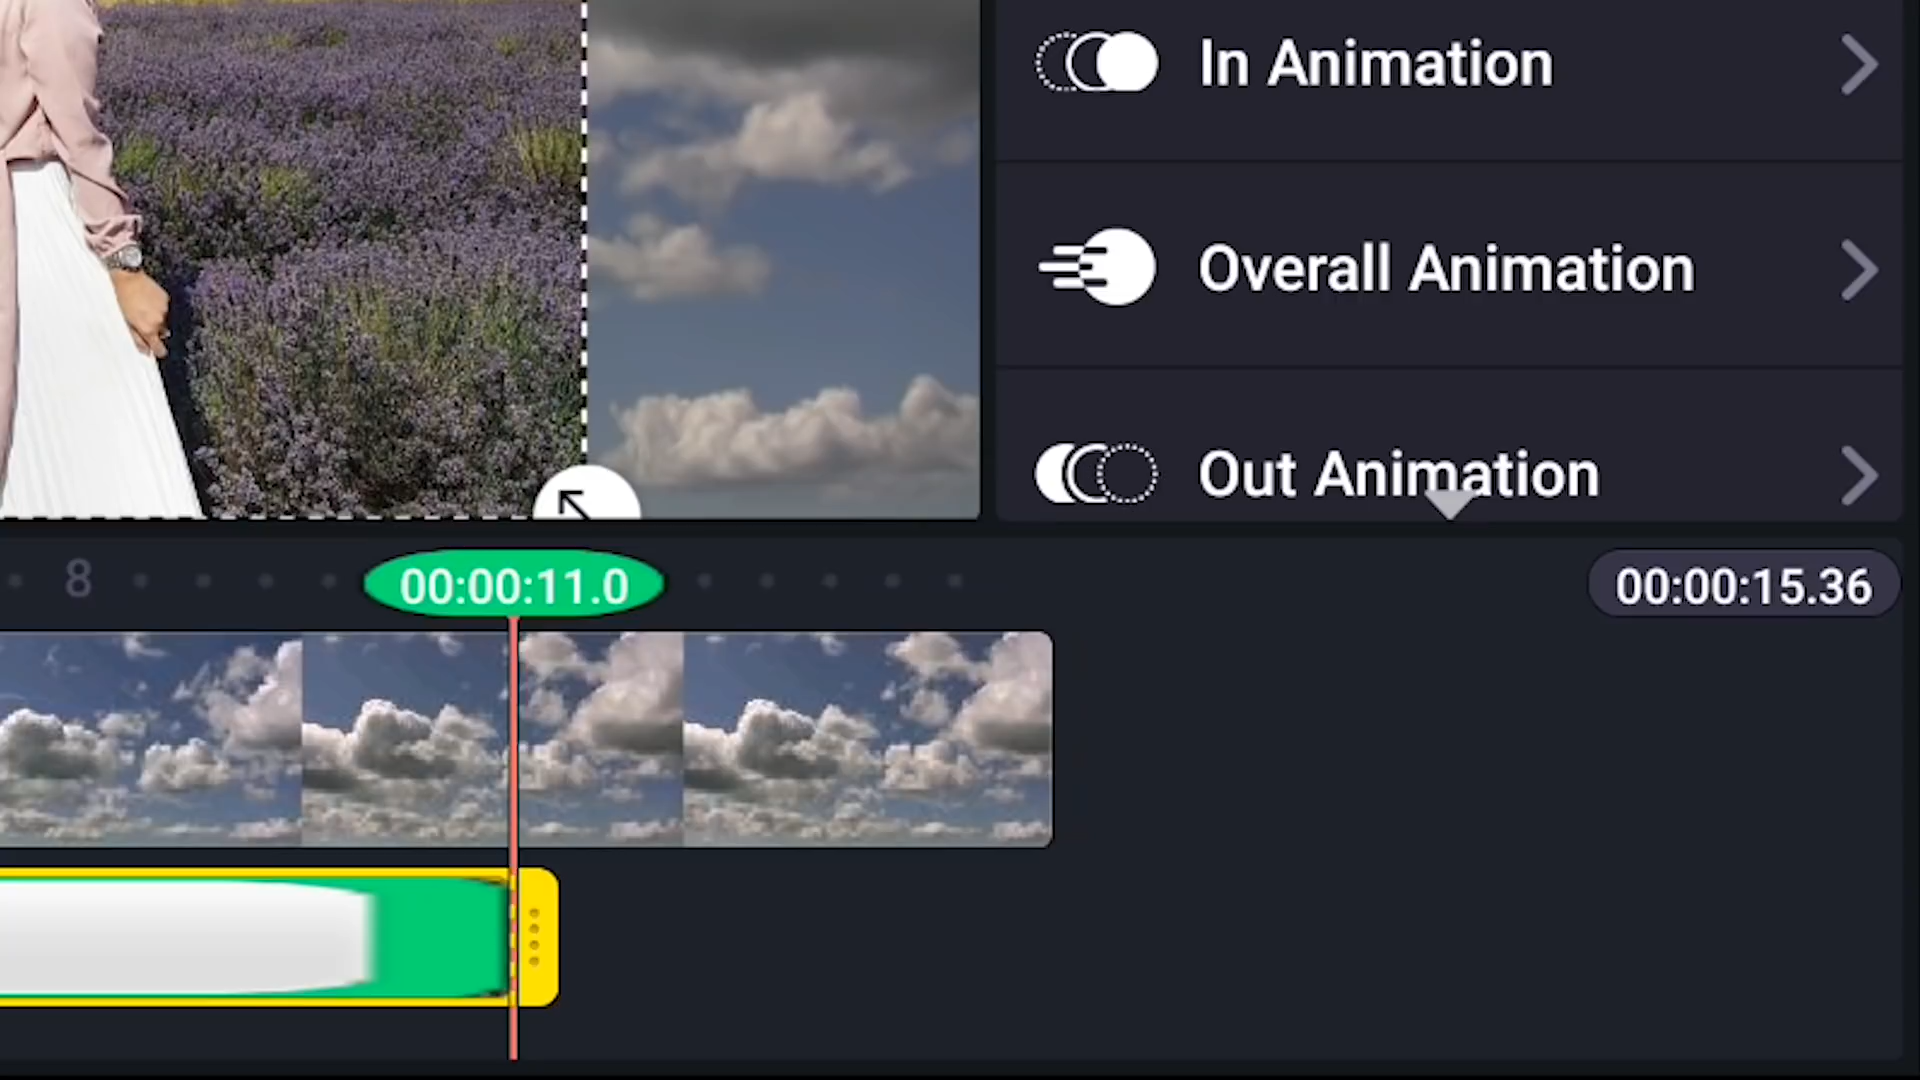 In Animation
Overall Animation
Out Animation
8
00:00:11.0
00:00:15.36